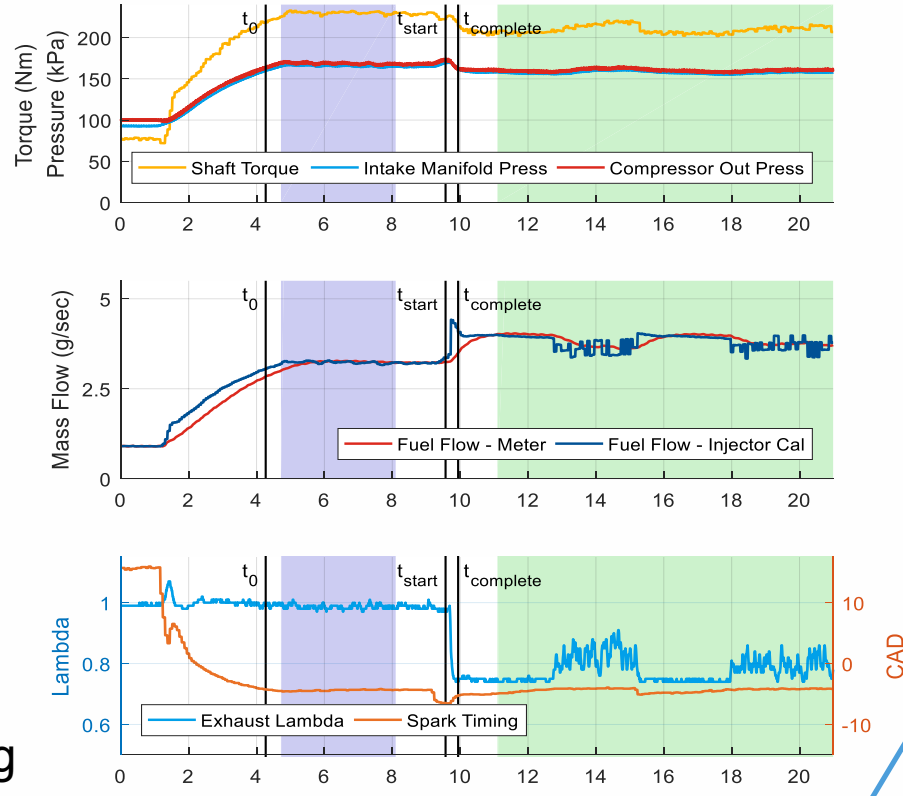 Torque (Nm)
Pressure (kPa)
200
150
100
50
0
t0
tstart
tcomplete
Shaft Torque Intake Manifold Press Compressor Out Press
0 2 4 6 8 10 12 14 16 18 20
Mass Flow (g/sec)
5
2.5
0
t0
tstart
tcomplete
Fuel Flow - Meter Fuel Flow - Injector Cal
0 2 4 6 8 10 12 14 16 18 20
Lambda
1
0.8
0.6
t0
tstart
tcomplete
10
0
-10
CAD
Exhaust Lambda Spark Timing
0 2 4 6 8 10 12 14 16 18 20
g